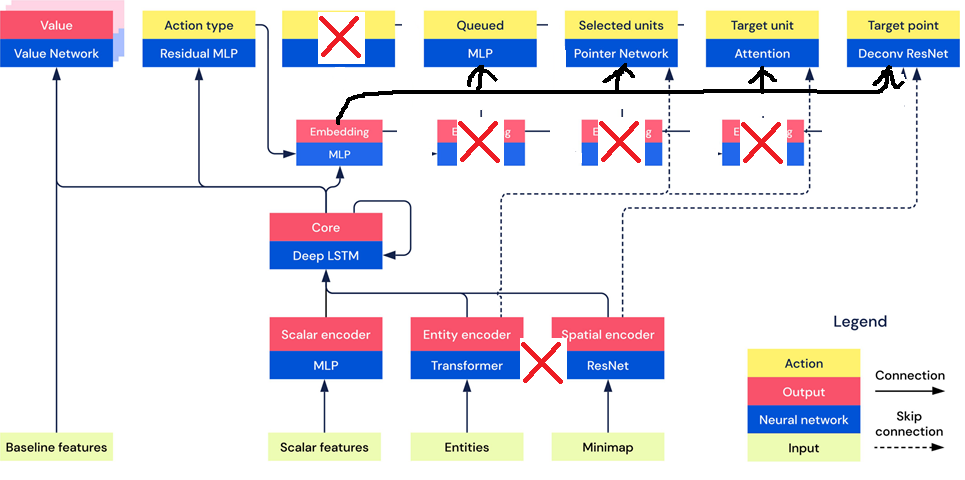 Value
Value Network
Action type
Residual MLP
Queued
MLP
Selected units
Pointer Network
Target unit
Attention
Target point
Deconv ResNet
Embedding
MLP
Core
Deep LSTM
Scalar encoder
MLP
Entity encoder
Transformer
Spatial encoder
ResNet
Baseline features
Scalar features
Entities
Minimap
Legend
Action
Output
Neural network
Input
Connection
Skip
connection